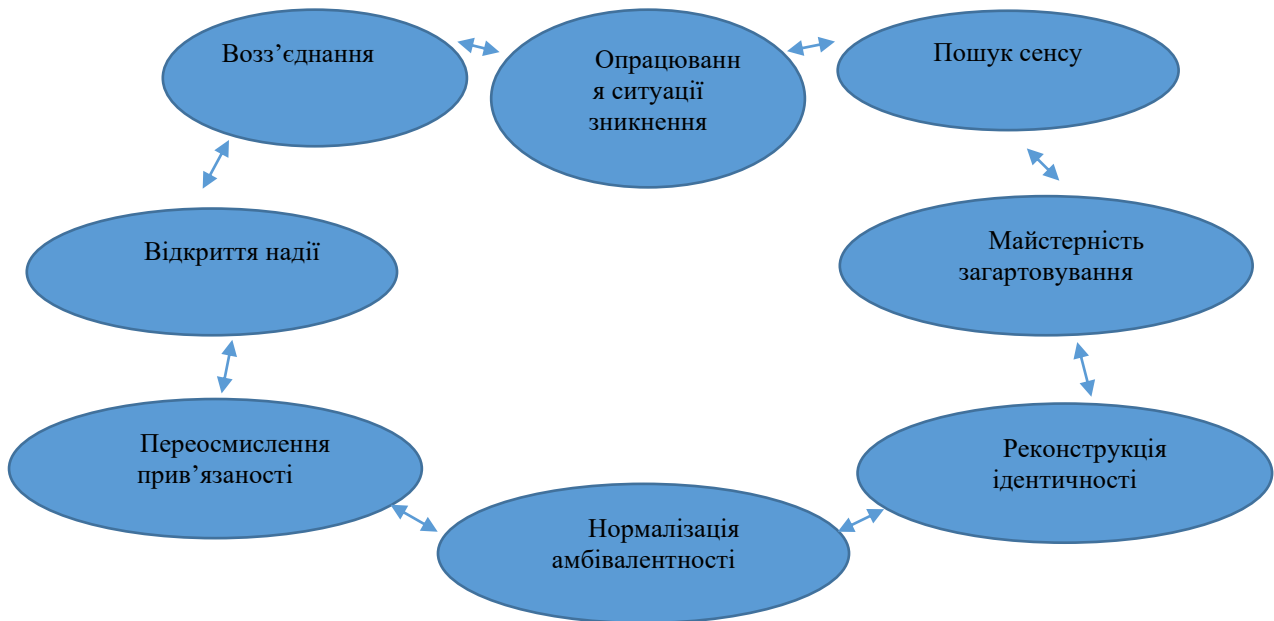 Возз’єднання
Опрацюванн
я ситуації
зникнення
Пошук сенсу
Відкриття надії
Майстерність
загартовування
Переосмислення
прив’язаності
Реконструкція
ідентичності
Нормалізація
амбівалентності